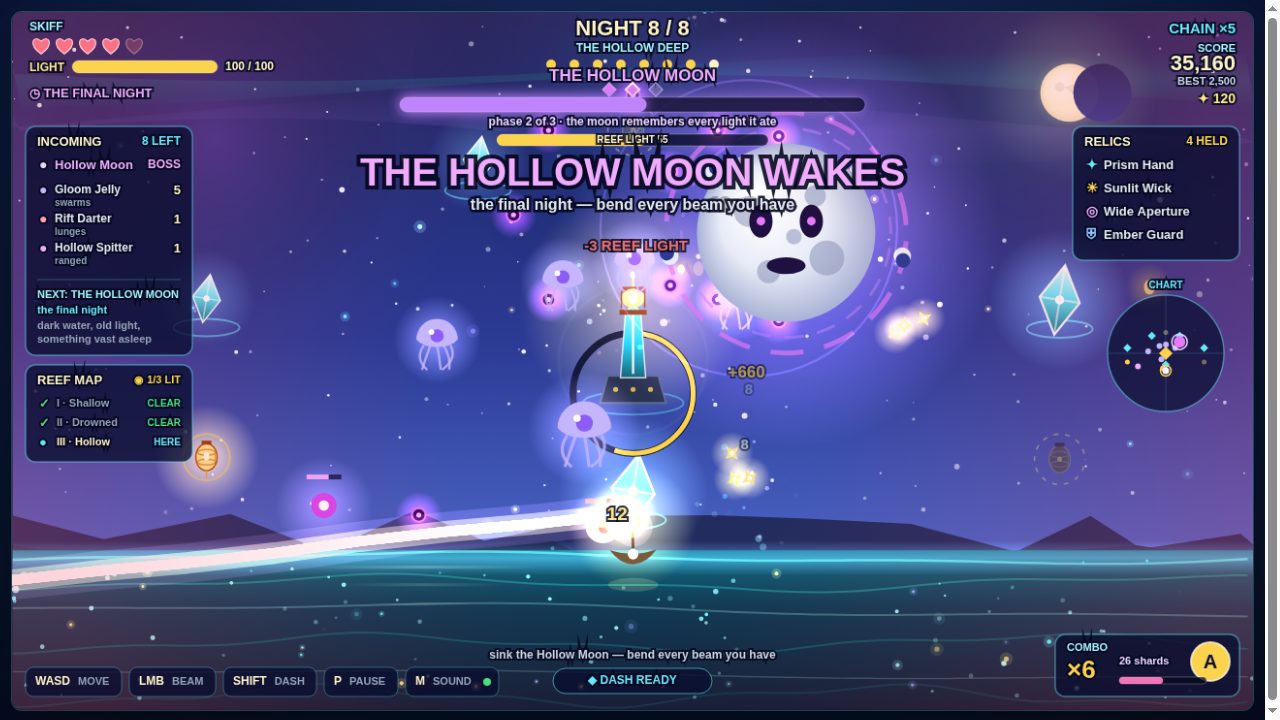 SKIFF
LIGHT 100 / 100
◷ THE FINAL NIGHT
NIGHT 8 / 8
THE HOLLOW DEEP
THE HOLLOW MOON
phase 2 of 3 · the moon remembers every light it ate
REEF LIGHT 55
THE HOLLOW MOON WAKES
the final night — bend every beam you have
-3 REEF LIGHT
CHAIN ×5
SCORE
35,160
BEST 2,500
✦ 120
INCOMING 8 LEFT
Hollow Moon BOSS
Gloom Jelly 5
swarms
Rift Darter 1
lunges
Hollow Spitter 1
ranged
NEXT: THE HOLLOW MOON
the final night
dark water, old light,
something vast asleep
REEF MAP ◉ 1/3 LIT
✓ I · Shallow CLEAR
✓ II · Drowned CLEAR
III · Hollow HERE
RELICS 4 HELD
Prism Hand
Sunlit Wick
Wide Aperture
Ember Guard
CHART
+660
8
8
12
sink the Hollow Moon — bend every beam you have
WASD MOVE
LMB BEAM
SHIFT DASH
P PAUSE
M SOUND
◆ DASH READY
COMBO
×6
26 shards
A